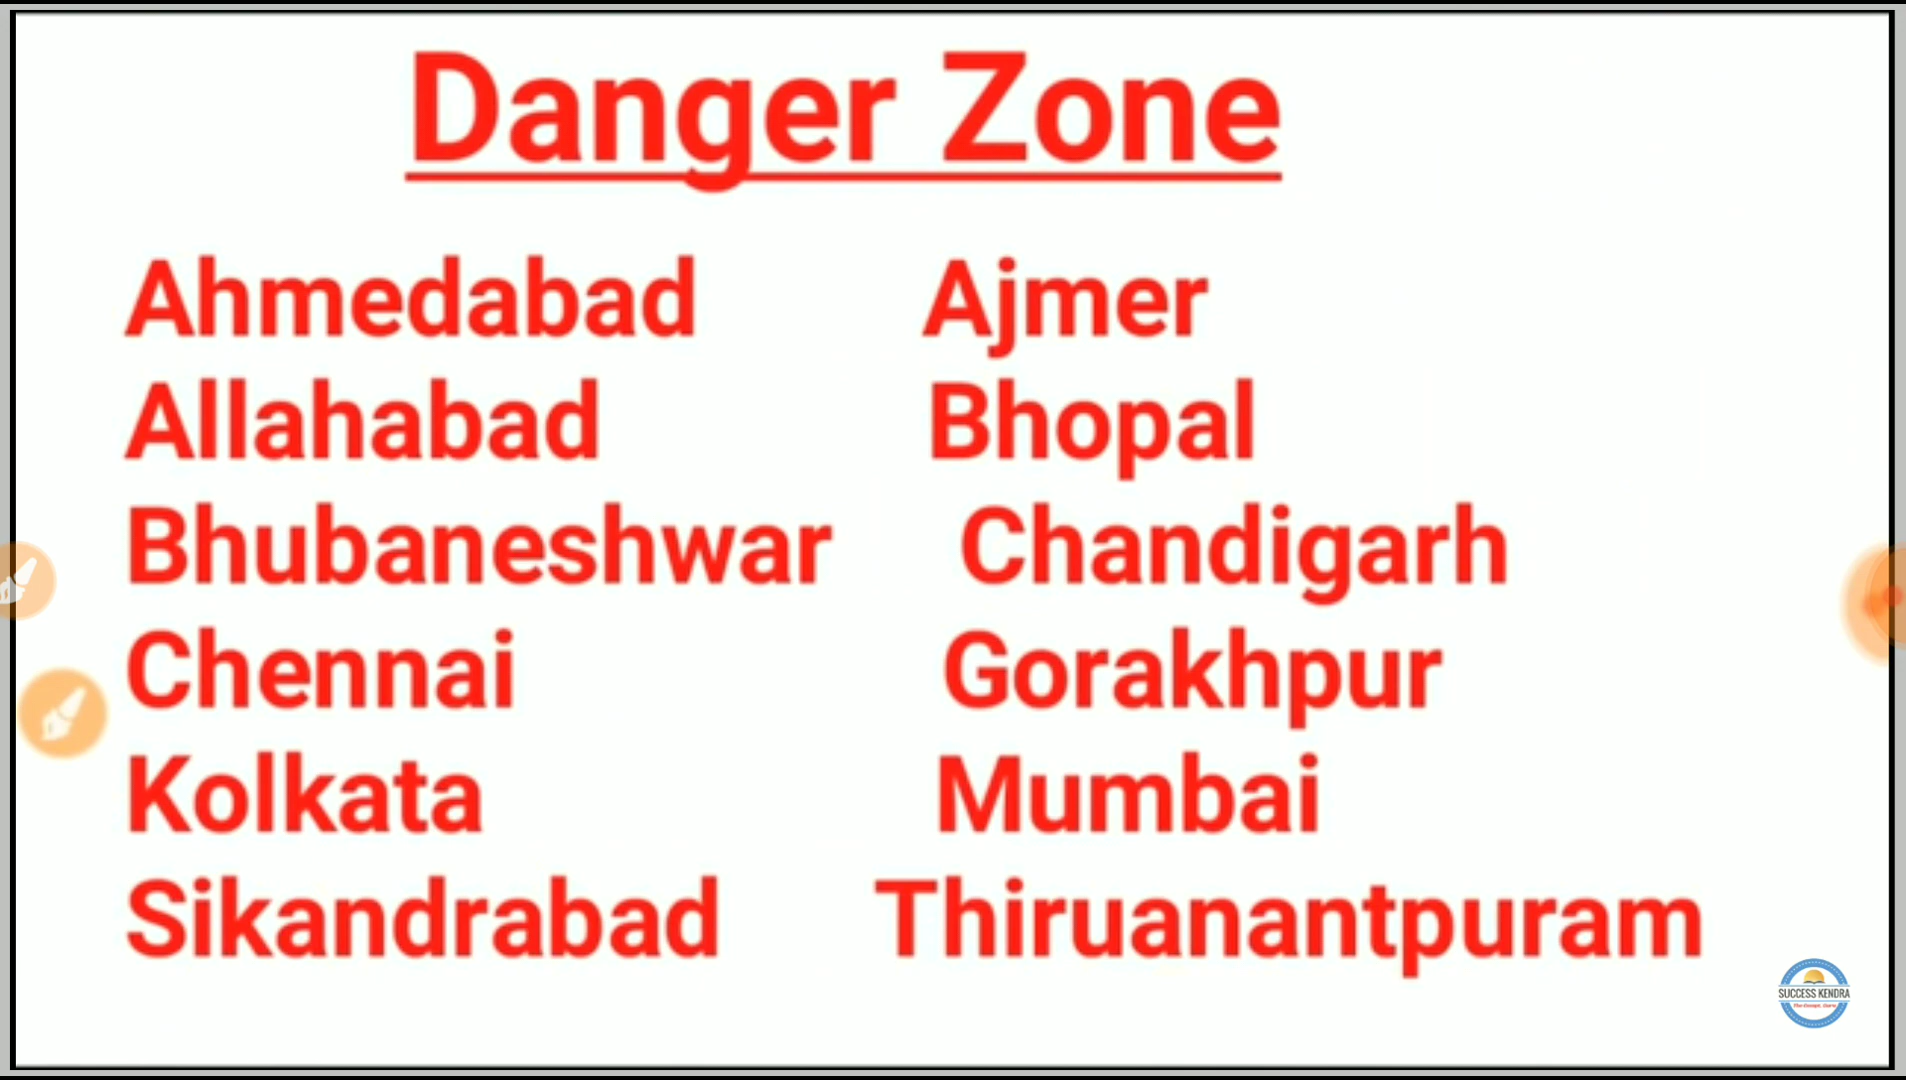 Danger Zone
Ahmedabad Ajmer
Allahabad Bhopal
Bhubaneshwar Chandigarh
Chennai Gorakhpur
Kolkata Mumbai
Sikandrabad Thiruanantpuram
SUCCESS KENDRA